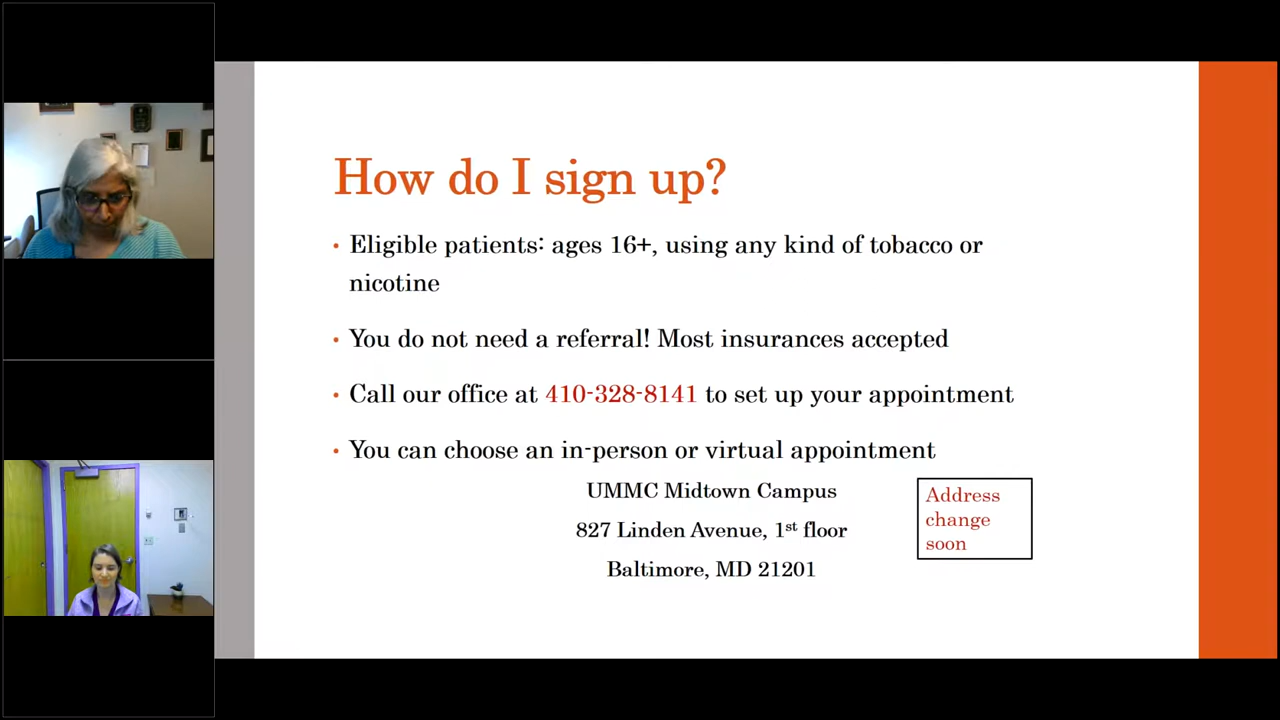 How do I sign up?
• Eligible patients: ages 16+, using any kind of tobacco or
nicotine
• You do not need a referral! Most insurances accepted
• Call our office at 410-328-8141 to set up your appointment
• You can choose an in-person or virtual appointment
UMMC Midtown Campus
827 Linden Avenue, 1st floor
Baltimore, MD 21201
Address
change
soon